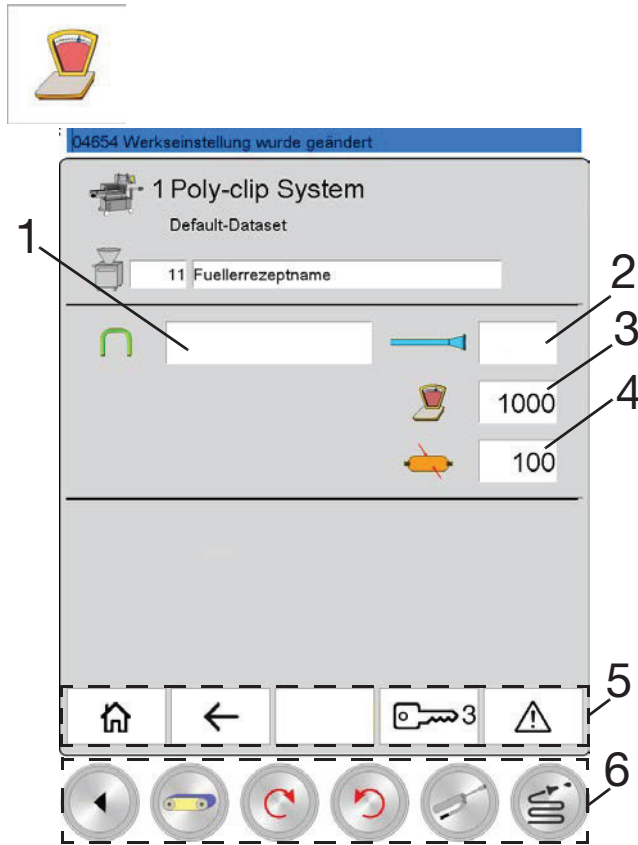 04654 Werkseinstellung wurde geändert
1 Poly-clip System
Default-Dataset
11 Fuellerrezeptname
1
2
3
1000
4
100
3
5
6